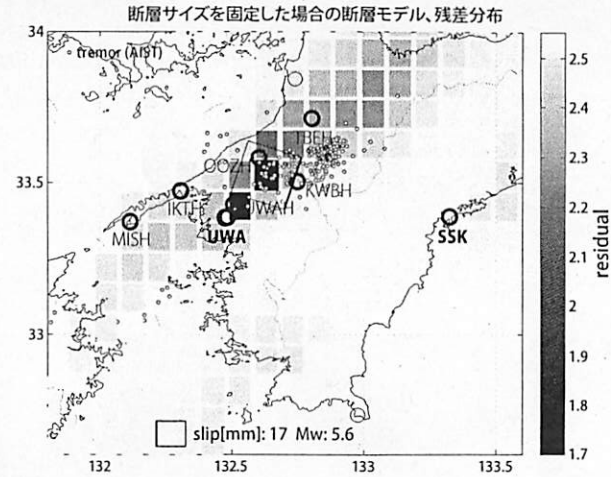 断層サイズを固定した場合の断層モデル、残差分布
34
tremor (AIST)
2.5
2.4
TBEH
2.3
OOZH
33.5
KWBH
IKTH
UWAH
2.2
MISH
UWA
SSK
residual
2.1
2
33
1.9
1.8
slip[mm]: 17 Mw: 5.6
1.7
132
132.5
133
133.5